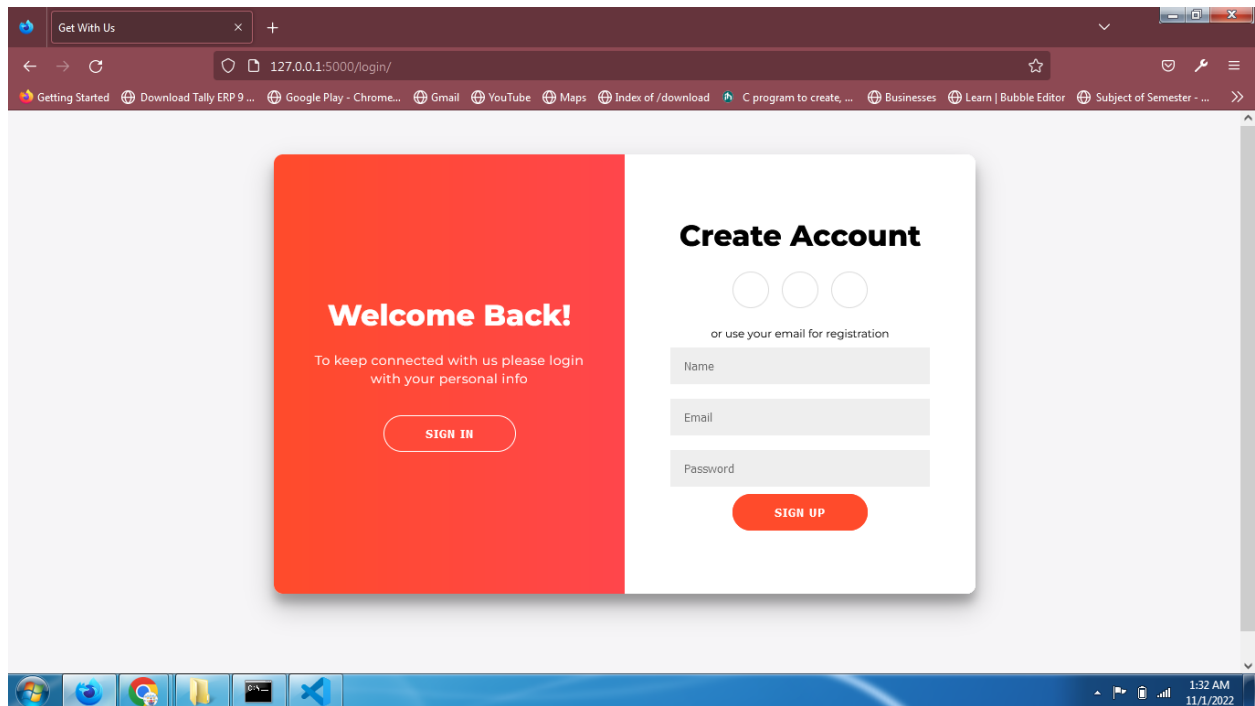 Get With Us
127.0.0.1:5000/login/
Getting Started Download Tally ERP 9 ... Google Play - Chrome... Gmail YouTube Maps Index of /download C program to create, ... Businesses Learn | Bubble Editor Subject of Semester - ...
Welcome Back!
To keep connected with us please login
with your personal info
SIGN IN
Create Account
or use your email for registration
Name
Email
Password
SIGN UP
1:32 AM
11/1/2022